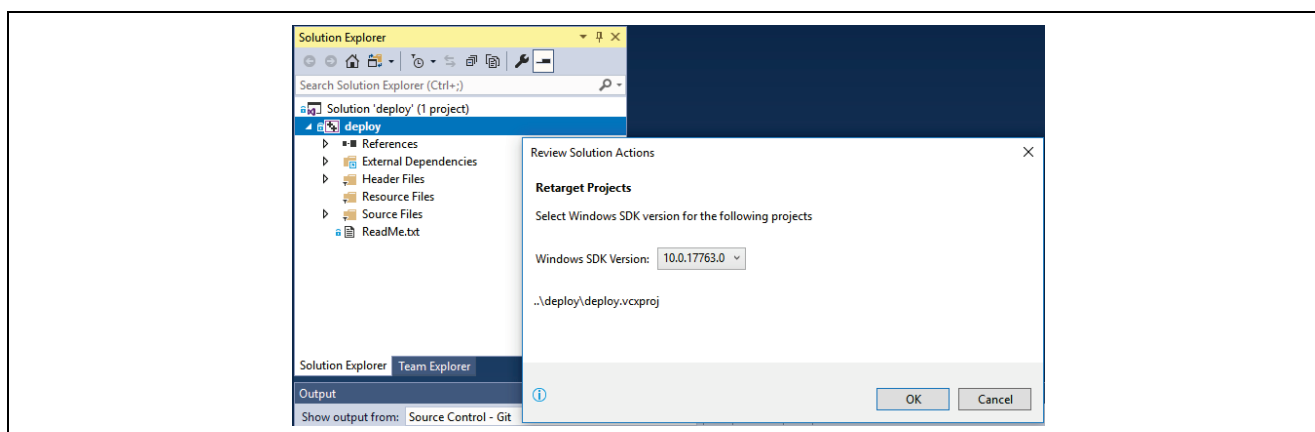 Solution Explorer
Search Solution Explorer (Ctrl+;)
Solution 'deploy' (1 project)
deploy
References
External Dependencies
Header Files
Resource Files
Source Files
ReadMe.txt
Solution Explorer Team Explorer
Output
Show output from: Source Control - Git
Review Solution Actions
Retarget Projects
Select Windows SDK version for the following projects
Windows SDK Version: 10.0.17763.0
..\deploy\deploy.vcxproj
OK Cancel